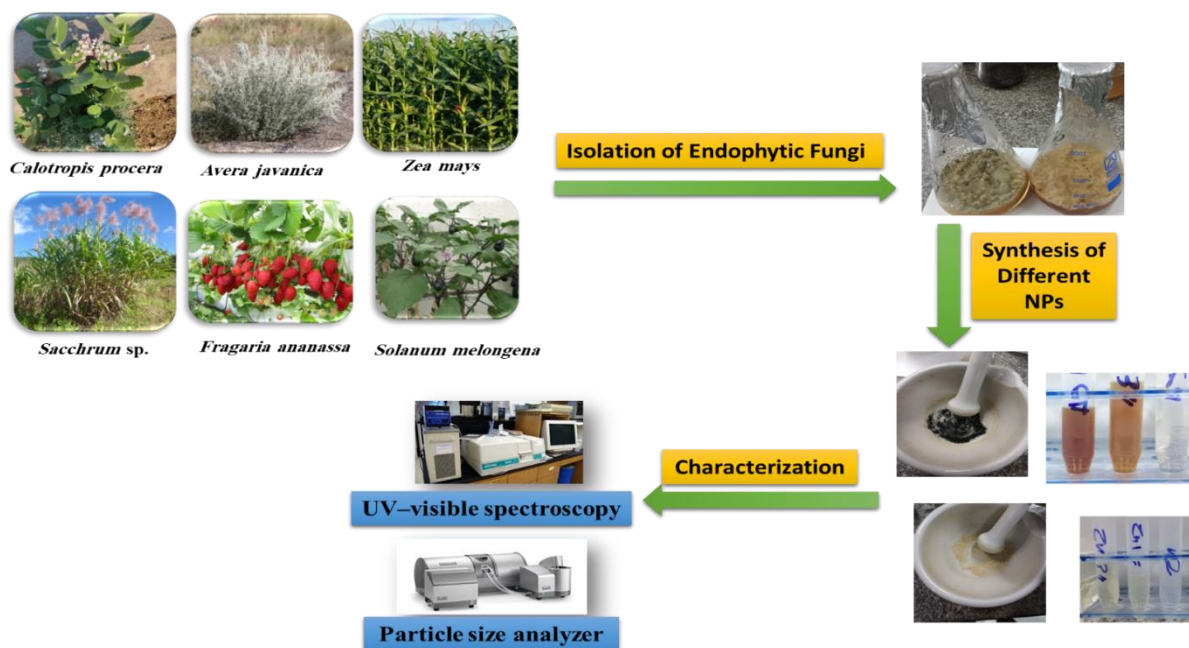 Calotropis procera
Avera javanica
Zea mays
Sacchrum sp.
Fragaria ananassa
Solanum melongena
Isolation of Endophytic Fungi
Synthesis of
Different
NPs
Characterization
UV–visible spectroscopy
Particle size analyzer